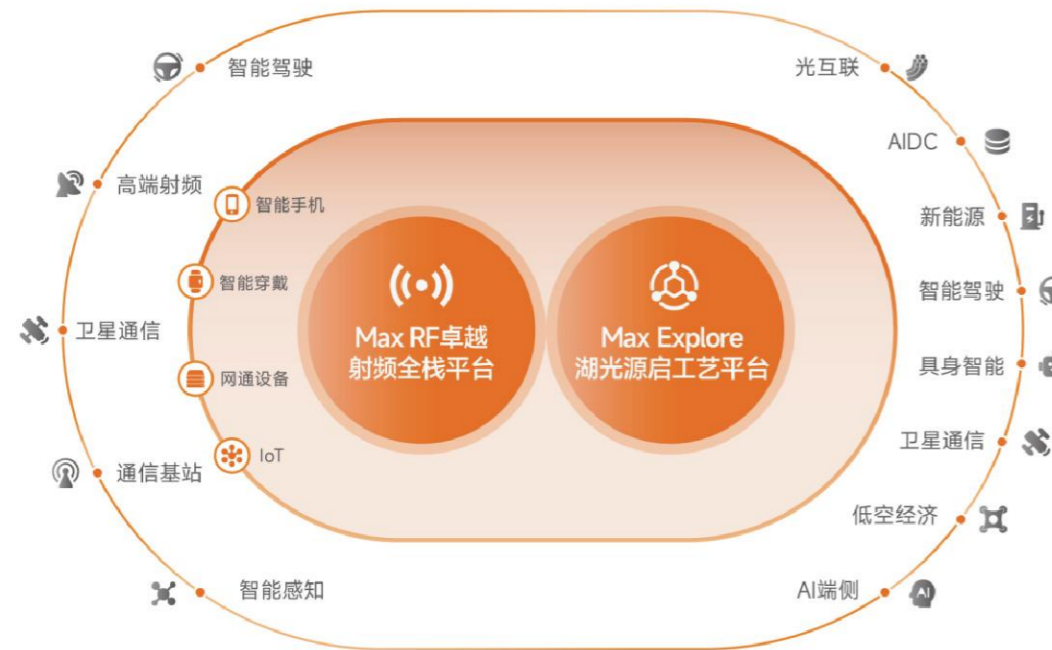 智能驾驶
高端射频
卫星通信
通信基站
智能感知
智能手机
智能穿戴
网通设备
IoT
Max RF卓越
射频全栈平台
Max Explore
湖光源启工艺平台
光互联
AIDC
新能源
智能驾驶
具身智能
卫星通信
低空经济
AI端侧
AI